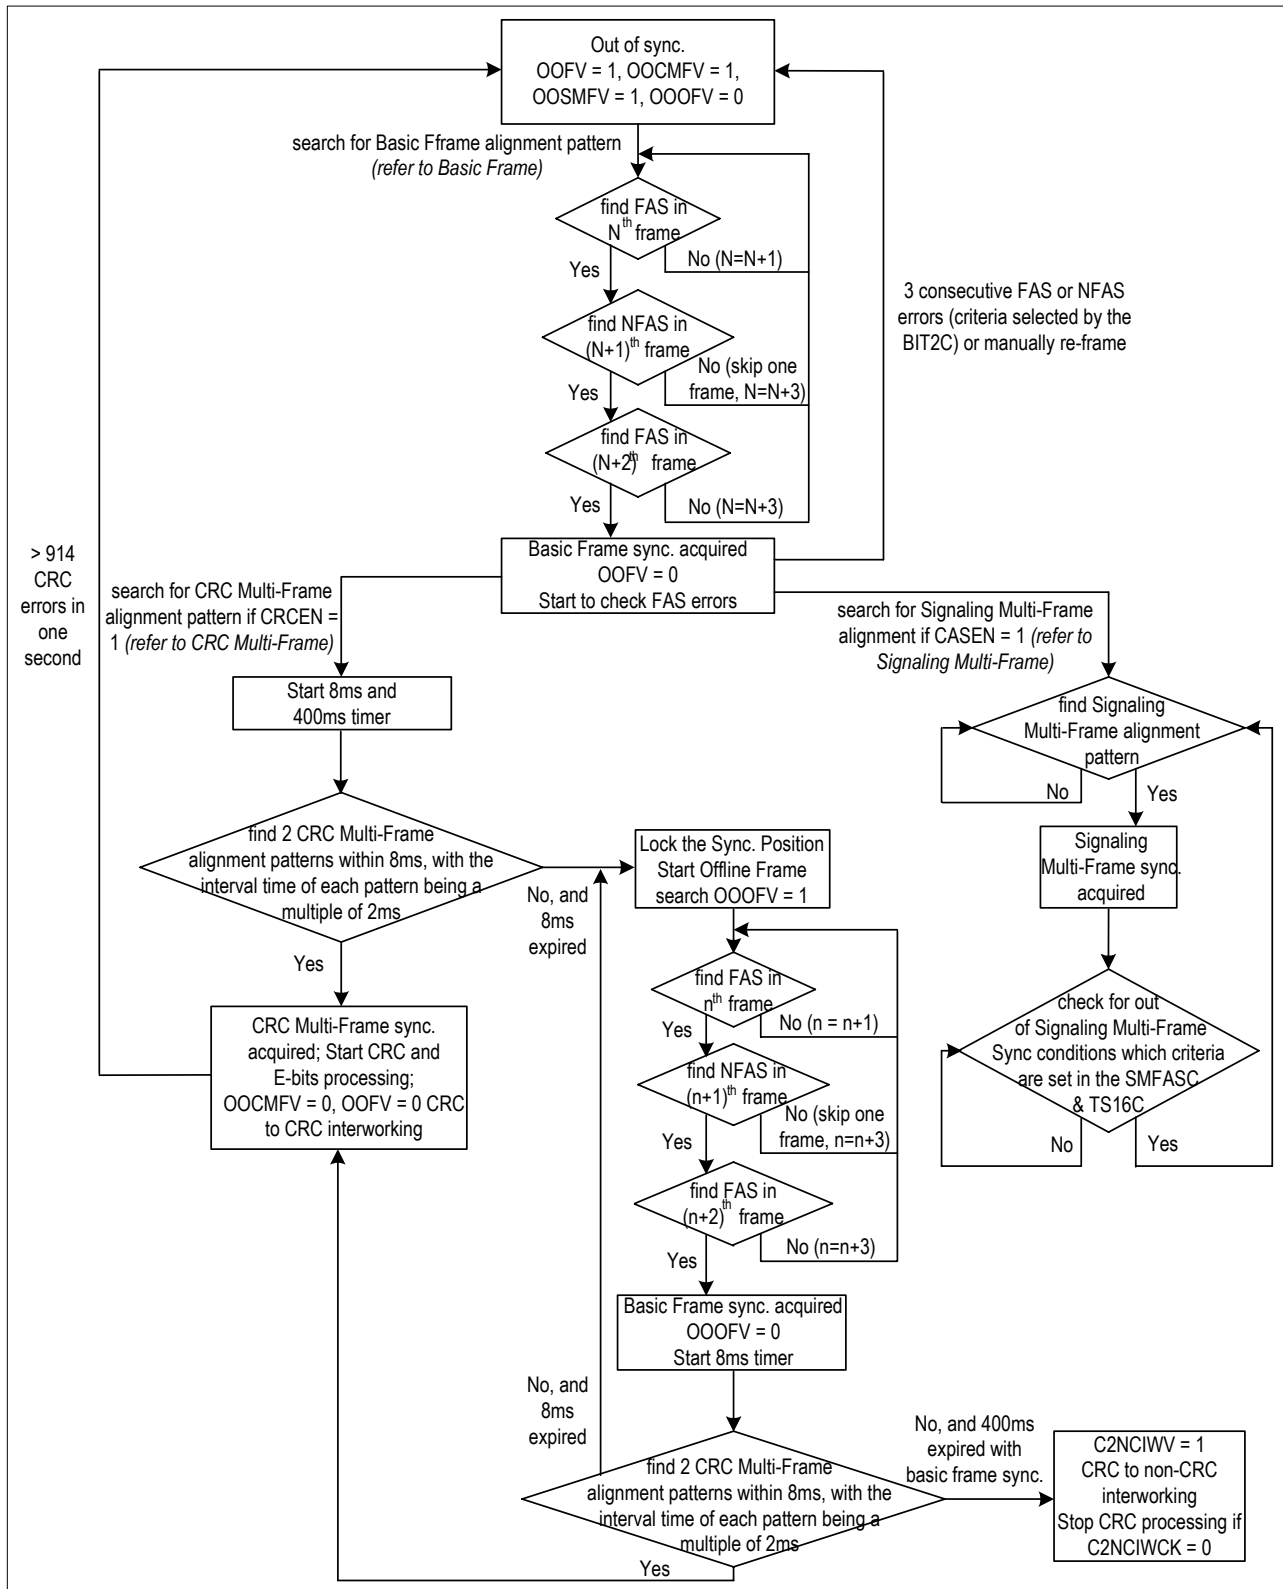 Out of sync.
OOFV = 1, OOCMFV = 1,
OOSMFV = 1, OOOFV = 0
search for Basic Fframe alignment pattern
(refer to Basic Frame)
find FAS in
Nth frame
No (N=N+1)
Yes
find NFAS in
(N+1)th frame
No (skip one
frame, N=N+3)
Yes
find FAS in
(N+2)th frame
No (N=N+3)
Yes
3 consecutive FAS or NFAS
errors (criteria selected by the
BIT2C) or manually re-frame
Basic Frame sync. acquired
OOFV = 0
Start to check FAS errors
> 914
CRC
errors in
one
second
search for CRC Multi-Frame
alignment pattern if CRCEN =
1 (refer to CRC Multi-Frame)
search for Signaling Multi-Frame
alignment if CASEN = 1 (refer to
Signaling Multi-Frame)
Start 8ms and
400ms timer
find 2 CRC Multi-Frame
alignment patterns within 8ms, with the
interval time of each pattern being a
multiple of 2ms
No, and
8ms
expired
Yes
CRC Multi-Frame sync.
acquired; Start CRC and
E-bits processing;
OOCMFV = 0, OOFV = 0 CRC
to CRC interworking
Lock the Sync. Position
Start Offline Frame
search OOOFV = 1
find FAS in
nth frame
No (n = n+1)
Yes
find NFAS in
(n+1)th frame
No (skip one
frame, n=n+3)
Yes
find FAS in
(n+2)th frame
No (n=n+3)
Yes
Basic Frame sync. acquired
OOOFV = 0
Start 8ms timer
No, and
8ms
expired
find 2 CRC Multi-Frame
alignment patterns within 8ms, with the
interval time of each pattern being a
multiple of 2ms
Yes
No, and 400ms
expired with
basic frame sync.
C2NCIWV = 1
CRC to non-CRC
interworking
Stop CRC processing if
C2NCIWCK = 0
find Signaling
Multi-Frame alignment
pattern
No
Yes
Signaling
Multi-Frame sync.
acquired
check for out
of Signaling Multi-Frame
Sync conditions which criteria
are set in the SMFASC
& TS16C
No
Yes